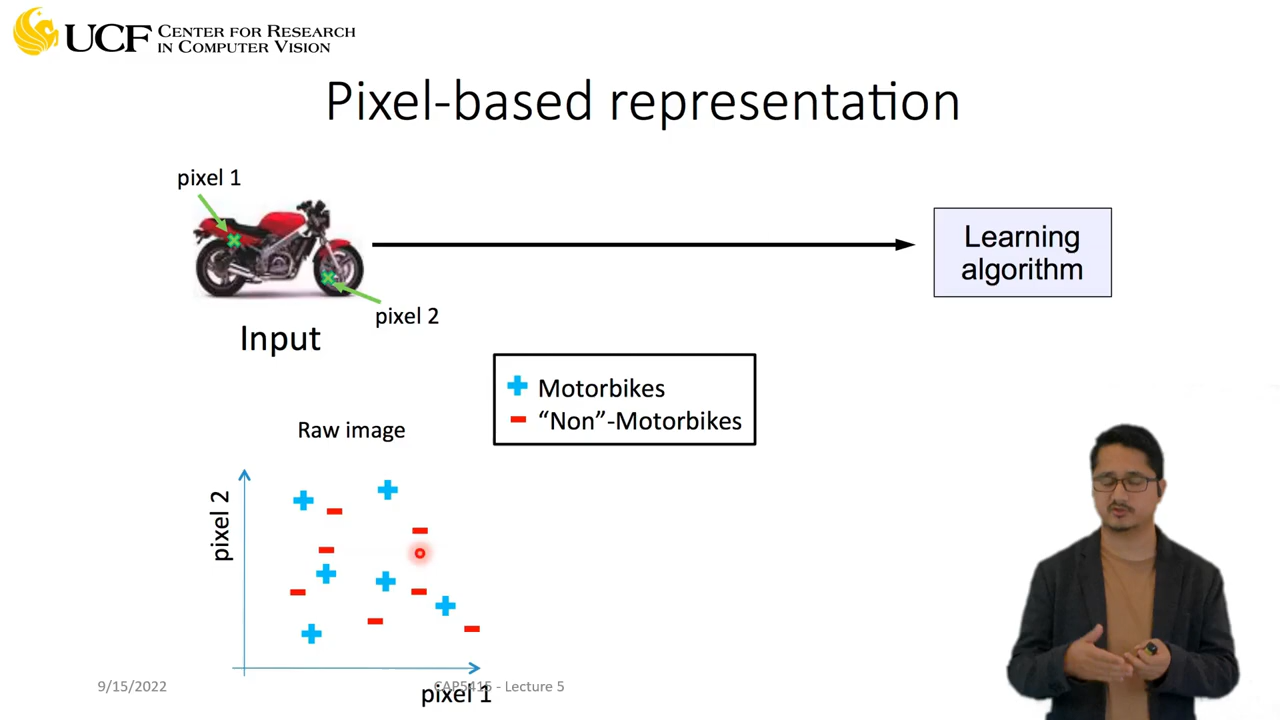 UCF CENTER FOR RESEARCH
IN COMPUTER VISION
Pixel-based representation
pixel 1
Learning
algorithm
pixel 2
Input
Motorbikes
“Non”-Motorbikes
Raw image
pixel 2
9/15/2022
CAP5415 - Lecture 5
pixel 1